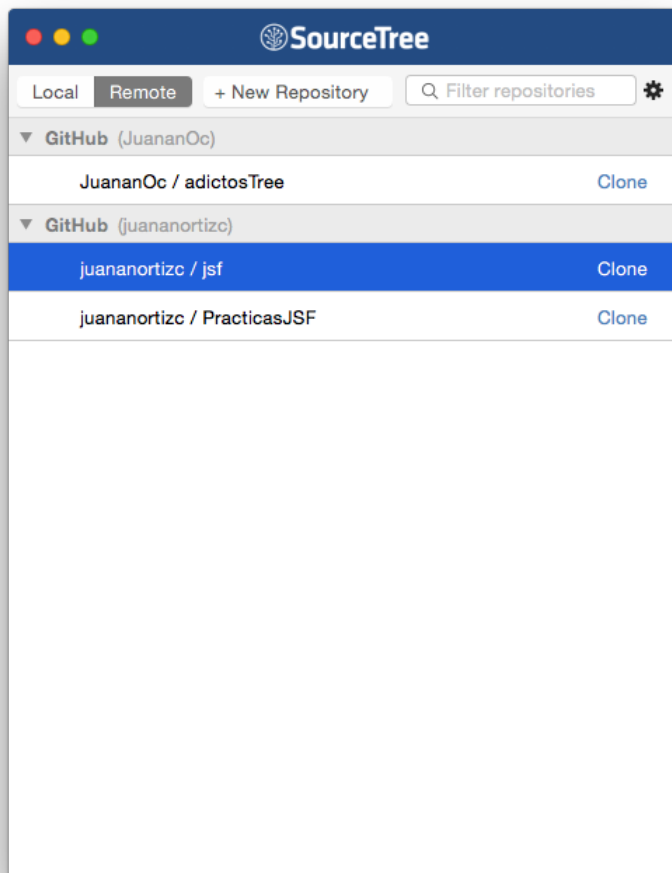 SourceTree
Local Remote + New Repository Filter repositories
GitHub (JuananOc)
JuananOc / adictosTree Clone
GitHub (juananortizc)
juananortizc / jsf Clone
juananortizc / PracticasJSF Clone